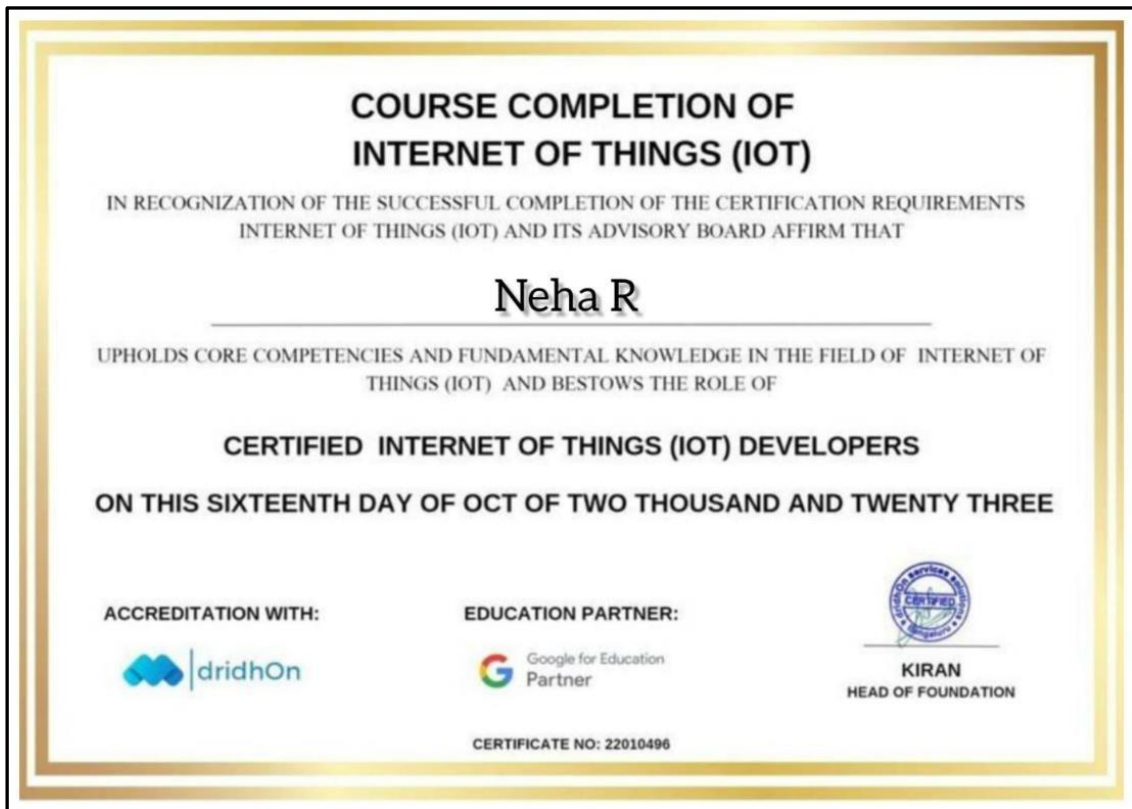 COURSE COMPLETION OF
INTERNET OF THINGS (IOT)
IN RECOGNIZATION OF THE SUCCESSFUL COMPLETION OF THE CERTIFICATION REQUIREMENTS
INTERNET OF THINGS (IOT) AND ITS ADVISORY BOARD AFFIRM THAT
Neha R
UPHOLDS CORE COMPETENCIES AND FUNDAMENTAL KNOWLEDGE IN THE FIELD OF INTERNET OF
THINGS (IOT) AND BESTOWS THE ROLE OF
CERTIFIED INTERNET OF THINGS (IOT) DEVELOPERS
ON THIS SIXTEENTH DAY OF OCT OF TWO THOUSAND AND TWENTY THREE
ACCREDITATION WITH:
dridhOn
EDUCATION PARTNER:
Google for Education
Partner
dridhOn services solutions
CERTIFIED
Bengaluru
KIRAN
HEAD OF FOUNDATION
CERTIFICATE NO: 22010496